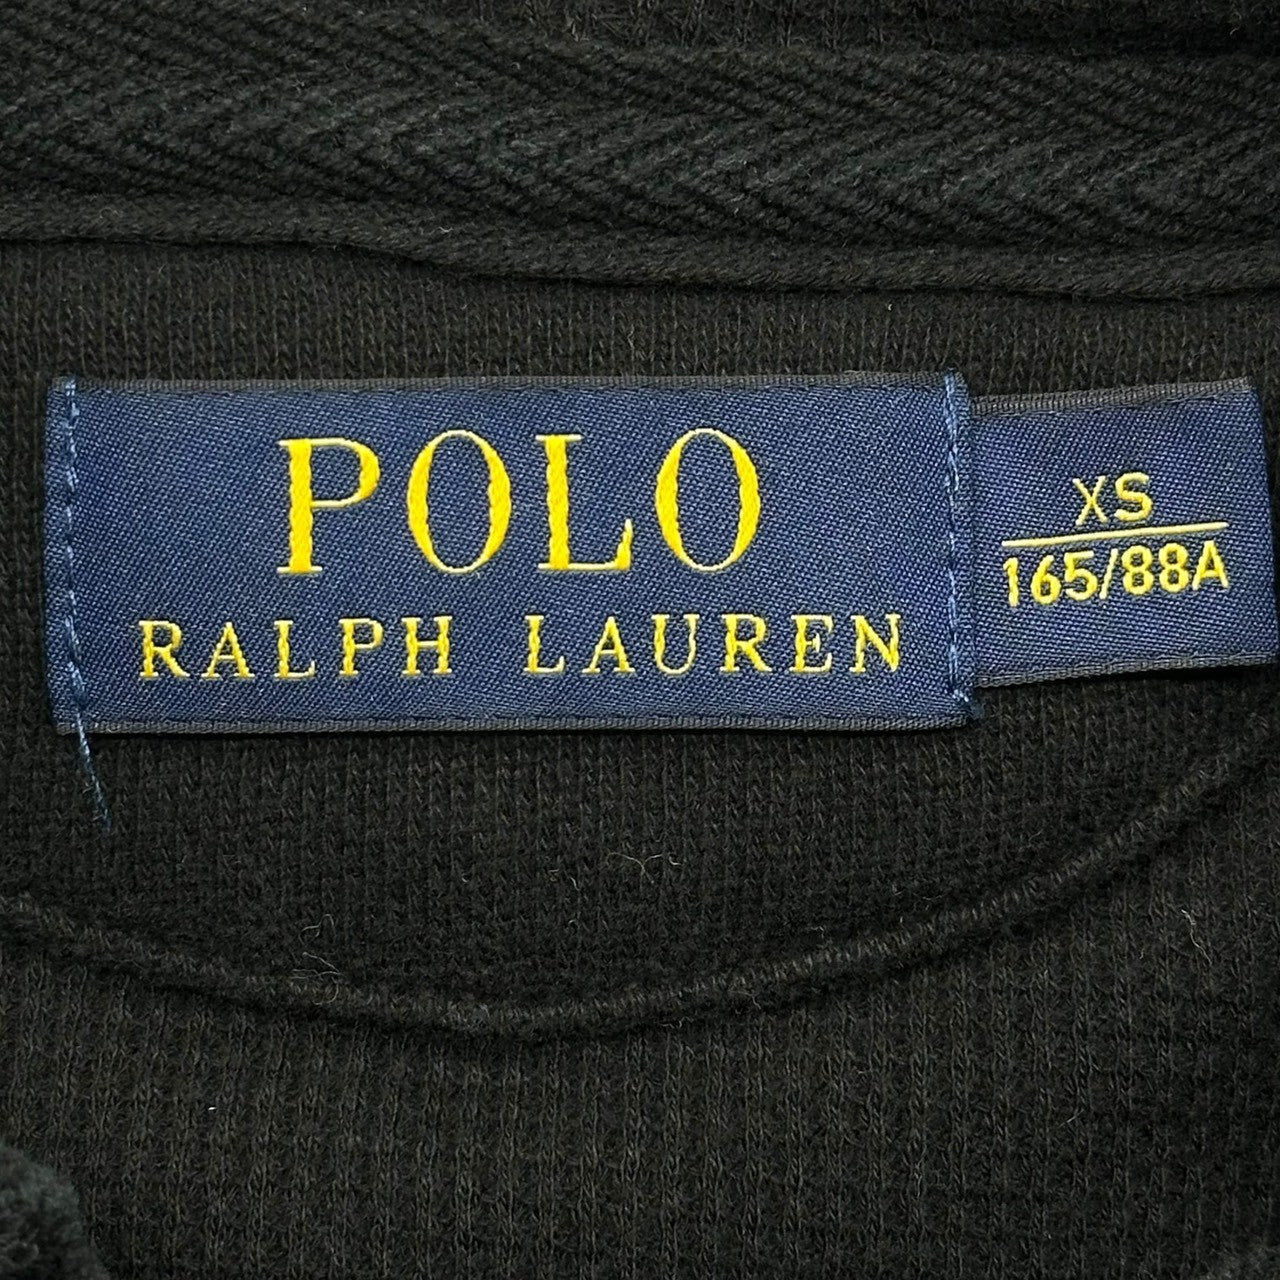 POLO
RALPH LAUREN
XS
165/88A